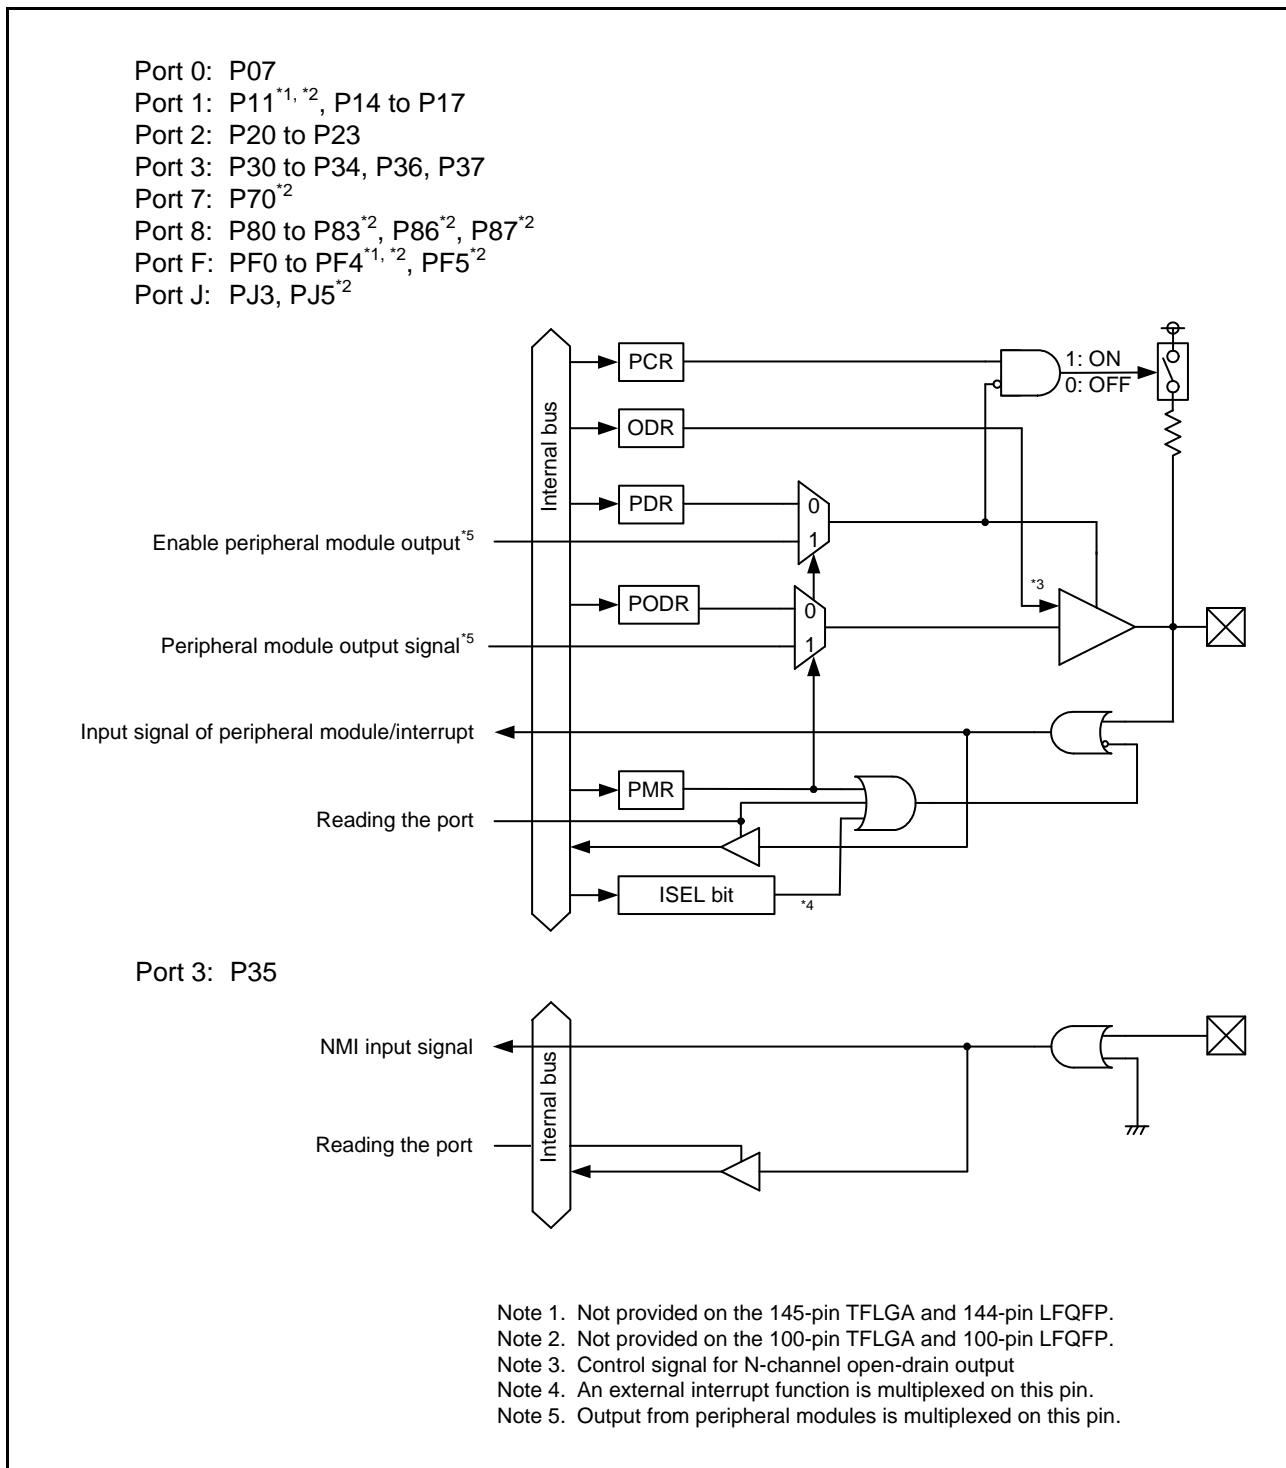 Port 0: P07
Port 1: P11*1, *2, P14 to P17
Port 2: P20 to P23
Port 3: P30 to P34, P36, P37
Port 7: P70*2
Port 8: P80 to P83*2, P86*2, P87*2
Port F: PF0 to PF4*1, *2, PF5*2
Port J: PJ3, PJ5*2
Internal bus
PCR
1: ON
0: OFF
ODR
PDR
0
Enable peripheral module output*5
1
*3
PODR
0
Peripheral module output signal*5
1
Input signal of peripheral module/interrupt
PMR
Reading the port
ISEL bit
*4
Port 3: P35
Internal bus
NMI input signal
Reading the port
Note 1. Not provided on the 145-pin TFLGA and 144-pin LFQFP.
Note 2. Not provided on the 100-pin TFLGA and 100-pin LFQFP.
Note 3. Control signal for N-channel open-drain output
Note 4. An external interrupt function is multiplexed on this pin.
Note 5. Output from peripheral modules is multiplexed on this pin.